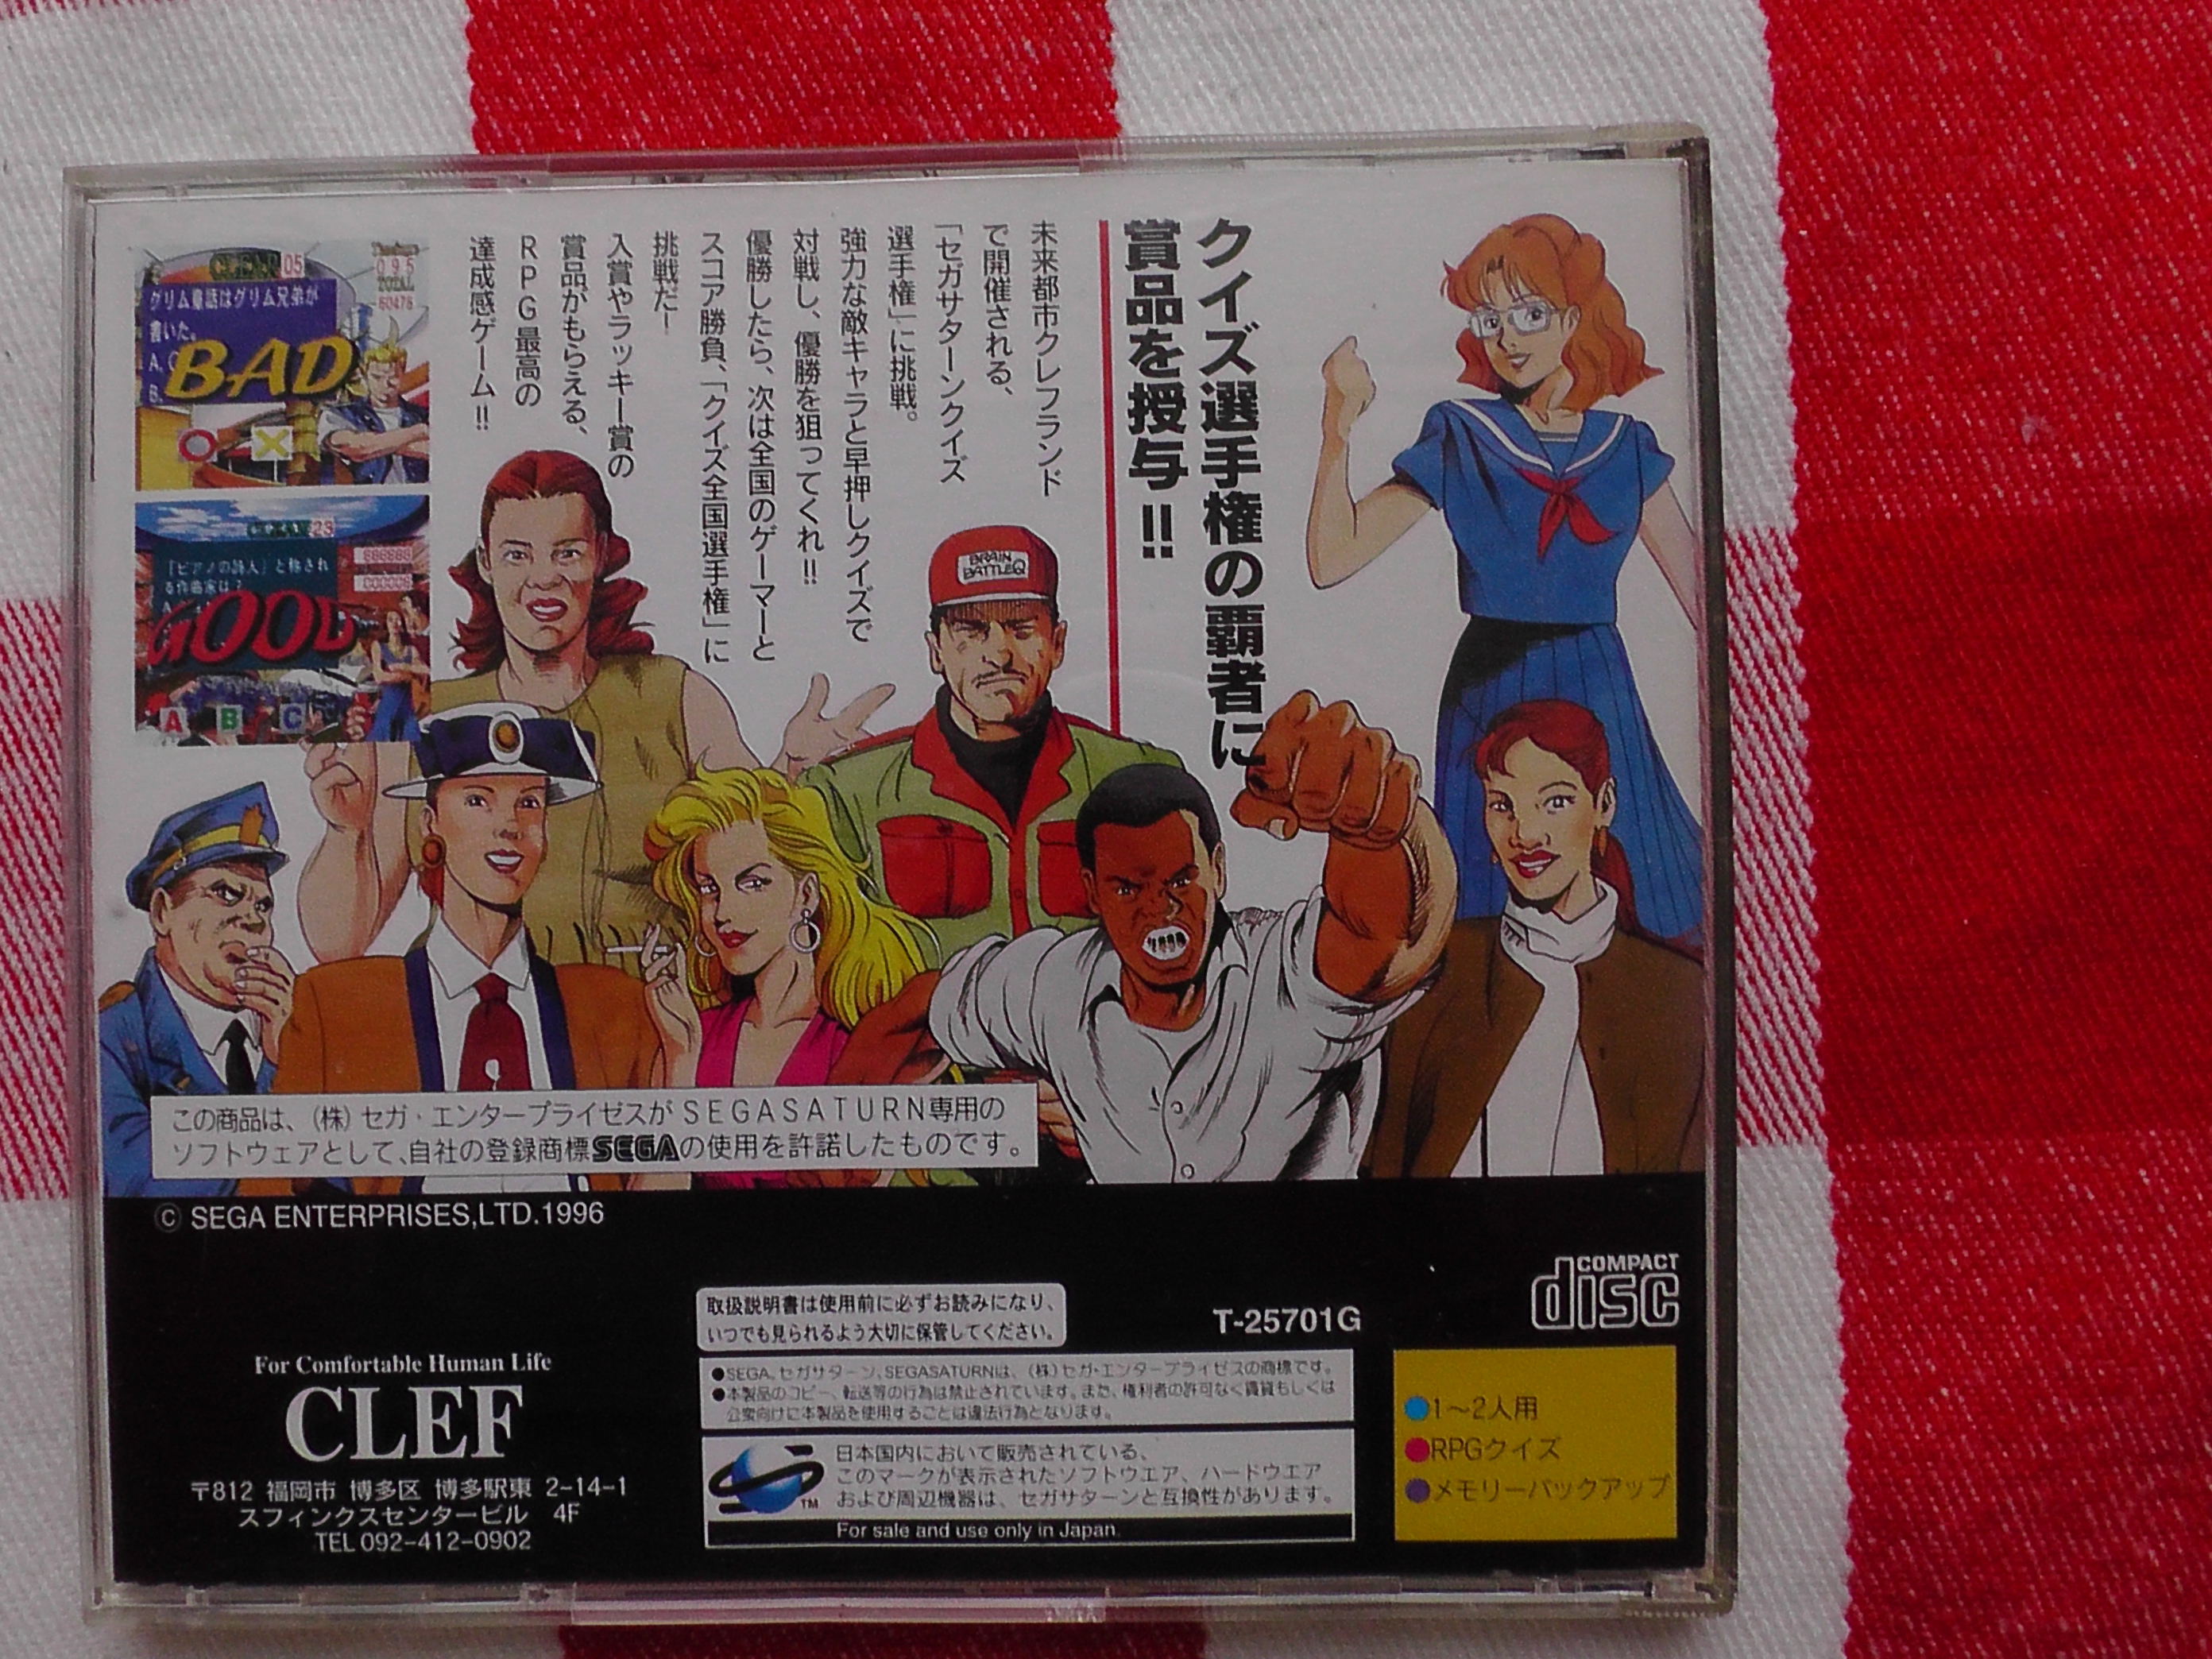 クイズ選手権の覇者に
賞品を授与!!
未来都市クレフランド
で開催される、
「セガサターンクイズ
選手権」に挑戦。
強力な敵キャラと早押しクイズで
対戦し、優勝を狙ってくれ!!
優勝したら、次は全国のゲーマーと
スコア勝負、「クイズ全国選手権」に
挑戦だ!
入賞やラッキー賞の
賞品がもらえる、
RPG最高の
達成感ゲーム!!
05
095
TOTAL
60476
グリム童話はグリム兄弟が
書いた。
A.
B.
BAD
23
「ピアノの詩人」と称され
る作曲家は?
GOOD
A B C
BRAIN
BATTLEQ
この商品は、(株)セガ・エンタープライゼスがSEGASATURN専用の
ソフトウェアとして、自社の登録商標SEGAの使用を許諾したものです。
© SEGA ENTERPRISES,LTD.1996
For Comfortable Human Life
CLEF
〒812 福岡市 博多区 博多駅東 2-14-1
スフィンクスセンタービル 4F
TEL 092-412-0902
取扱説明書は使用前に必ずお読みになり、
いつでも見られるよう大切に保管してください。
●SEGA、セガサターン、SEGASATURNは、(株)セガ・エンタープライゼスの商標です。
●本製品のコピー、転送等の行為は禁止されています。また、権利者の許可なく賃貸もしくは
公衆向けに本製品を使用することは違法行為となります。
TM
日本国内において販売されている、
このマークが表示されたソフトウエア、ハードウエア
および周辺機器は、セガサターンと互換性があります。
For sale and use only in Japan.
T-25701G
COMPACT
disc
●1〜2人用
●RPGクイズ
●メモリーバックアップ